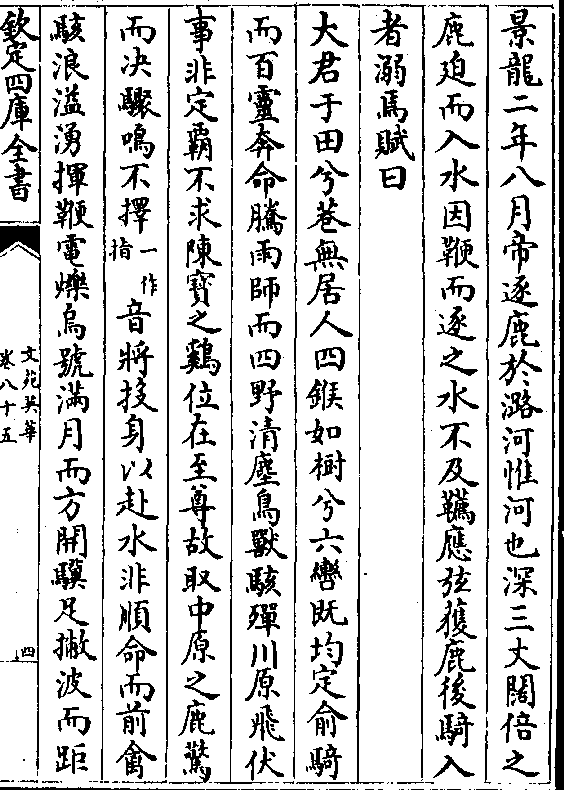 景龍二年八月帝逐鹿於潞河惟河也深三丈闊倍之
鹿迫而入水因鞭而逐之水不及韉應弦獲鹿後騎入
者溺焉賦曰
大君于田兮巷無居人四鍭如樹兮六轡既均定俞騎
而百靈奔命騰雨師而四野清塵鳥獸駭殫川原飛伏
事非定霸不求陳寶之鷄位在至尊故取中原之鹿驚
而決驟鳴不擇一作指音將投身以赴水非順命而前禽
駭浪溢湧揮鞭電爍烏號滿月而方開驥足撇波而距
欽定四庫全書
文苑英華
卷八十五
四